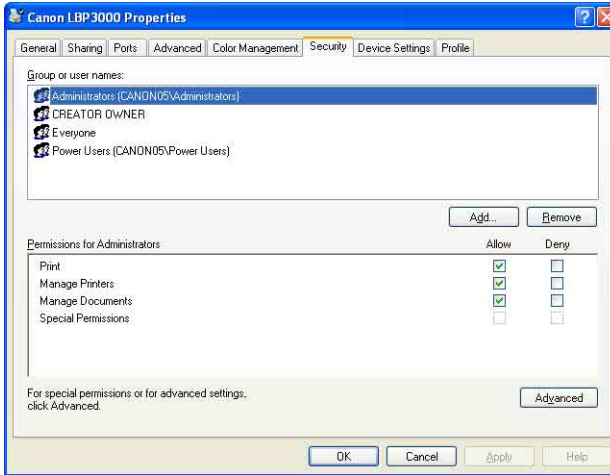 Canon LBP3000 Properties
General Sharing Ports Advanced Color Management Security Device Settings Profile
Group or user names:
Administrators (CANON05\Administrators)
CREATOR OWNER
Everyone
Power Users (CANON05\Power Users)
Add... Remove
Permissions for Administrators Allow Deny
Print
Manage Printers
Manage Documents
Special Permissions
For special permissions or for advanced settings,
click Advanced.
Advanced
OK Cancel Apply Help